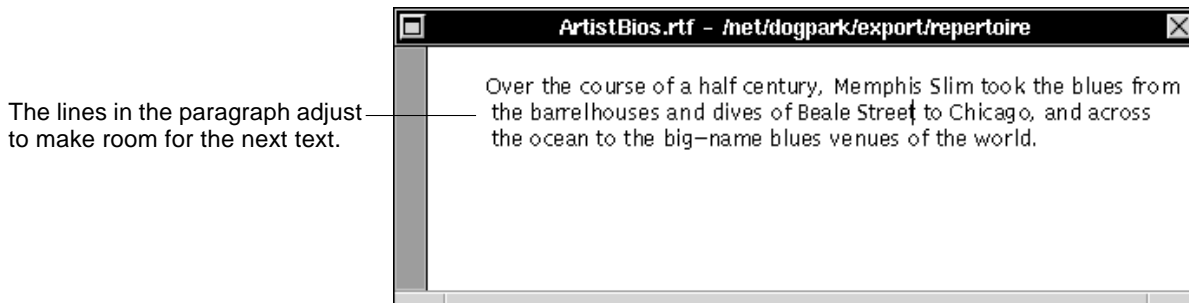 ArtistBios.rtf – /net/dogpark/export/repertoire
Over the course of a half century, Memphis Slim took the blues from
the barrelhouses and dives of Beale Street to Chicago, and across
the ocean to the big–name blues venues of the world.
The lines in the paragraph adjust
to make room for the next text.